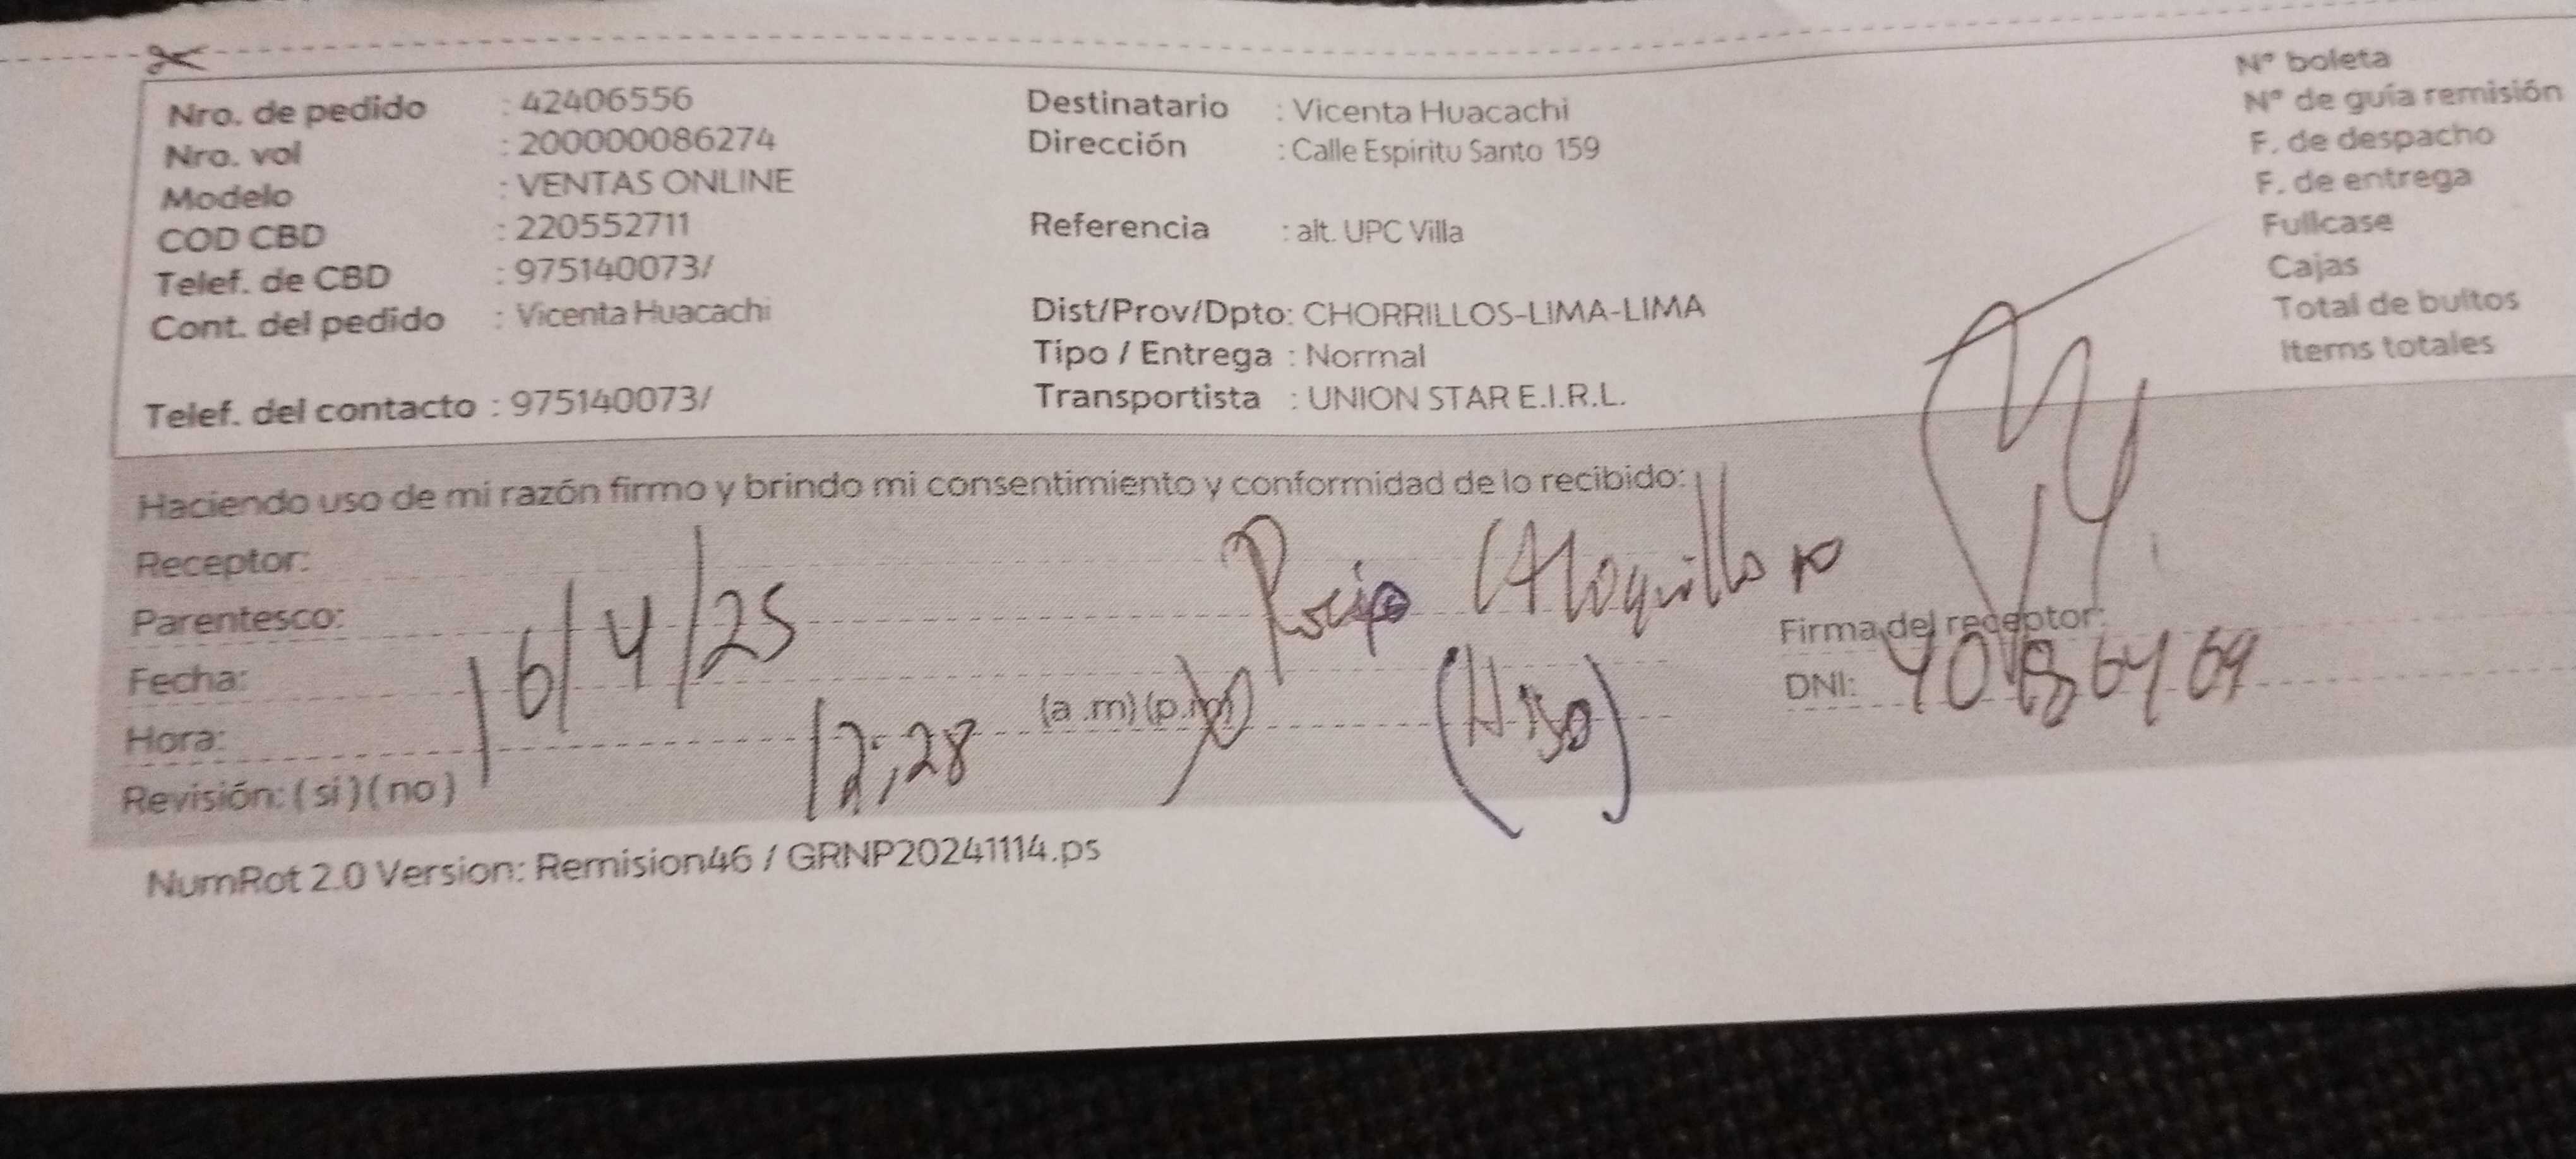 Nro. de pedido : 42406556
Nro. vol : 200000086274
Modelo : VENTAS ONLINE
COD CBD : 220552711
Telef. de CBD : 975140073/
Cont. del pedido : Vicenta Huacachi
Telef. del contacto : 975140073/
Destinatario : Vicenta Huacachi
Dirección : Calle Espiritu Santo 159
Referencia : alt. UPC Villa
Dist/Prov/Dpto: CHORRILLOS-LIMA-LIMA
Tipo / Entrega : Normal
Transportista : UNION STAR E.I.R.L.
N° boleta
N° de guía remisión
F. de despacho
F. de entrega
Fullcase
Cajas
Total de bultos
Items totales
Haciendo uso de mi razón firmo y brindo mi consentimiento y conformidad de lo recibido:
Receptor:
Parentesco:
Fecha: 16/4/25
Hora: 12:28 (a .m) (p.m)
Revisión: ( si ) ( no )
Firma del receptor:
DNI:
NumRot 2.0 Version: Remision46 / GRNP20241114.ps